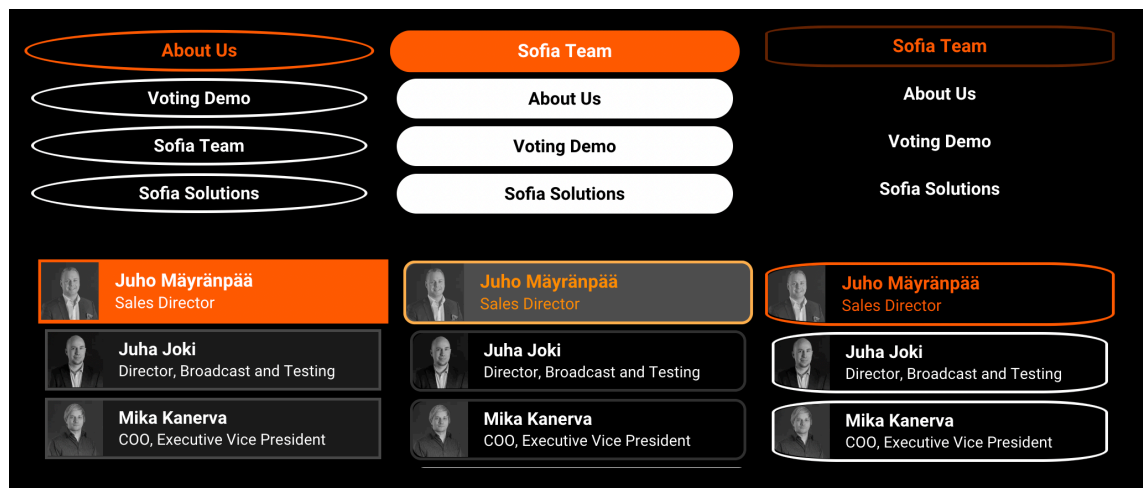 About Us
Voting Demo
Sofia Team
Sofia Solutions
Sofia Team
About Us
Voting Demo
Sofia Solutions
Sofia Team
About Us
Voting Demo
Sofia Solutions
Juho Mäyränpää
Sales Director
Juha Joki
Director, Broadcast and Testing
Mika Kanerva
COO, Executive Vice President
Juho Mäyränpää
Sales Director
Juha Joki
Director, Broadcast and Testing
Mika Kanerva
COO, Executive Vice President
Juho Mäyränpää
Sales Director
Juha Joki
Director, Broadcast and Testing
Mika Kanerva
COO, Executive Vice President